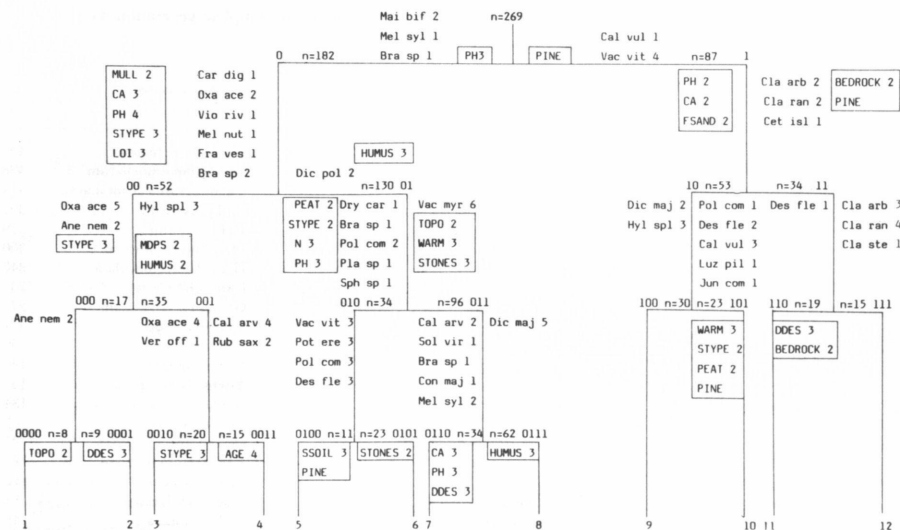 Mai bif 2 n=269
Mel syl 1 Cal vul 1
0 n=182 Bra sp 1 PH3 PINE Vac vit 4 n=87 1
MULL 2 Car dig 1 PH 2 Cla arb 2 BEDROCK 2
CA 3 Oxa ace 2 CA 2 Cla ran 2 PINE
PH 4 Vio riv 1 FSAND 2 Cet isl 1
STYPE 3 Mel nut 1
LOI 3 Fra ves 1 HUMUS 3
Bra sp 2 Dic pol 2
00 n=52 n=130 01 10 n=53 n=34 11
Oxa ace 5 Hyl spl 3 PEAT 2 Dry car 1 Vac myr 6 Dic maj 2 Pol com 1 Des fle 1 Cla arb 3
Ane nem 2 STYPE 2 Bra sp 1 TOPO 2 Hyl spl 3 Des fle 2 Cla ran 4
STYPE 3 MDPS 2 N 3 Pol com 2 WARM 3 Cal vul 3 Cla ste 1
HUMUS 2 PH 3 Pla sp 1 STONES 3 Luz pil 1
Sph sp 1 Jun com 1
000 n=17 n=35 001 010 n=34 n=96 011 100 n=30 n=23 101 110 n=19 n=15 111
Ane nem 2 Oxa ace 4 Cal arv 4 Vac vit 3 Cal arv 2 Dic maj 5 WARM 3 DDES 3
Ver off 1 Rub sax 2 Pot ere 3 Sol vir 1 STYPE 2 BEDROCK 2
Pol com 3 Bra sp 1 PEAT 2
Des fle 3 Con maj 1 PINE
Mel syl 2
0000 n=8 n=9 0001 0010 n=20 n=15 0011 0100 n=11 n=23 0101 0110 n=34 n=62 0111
TOPO 2 DDES 3 STYPE 3 AGE 4 SSOIL 3 STONES 2 CA 3 HUMUS 3
PINE PH 3
DDES 3
1 2 3 4 5 6 7 8 9 10 11 12